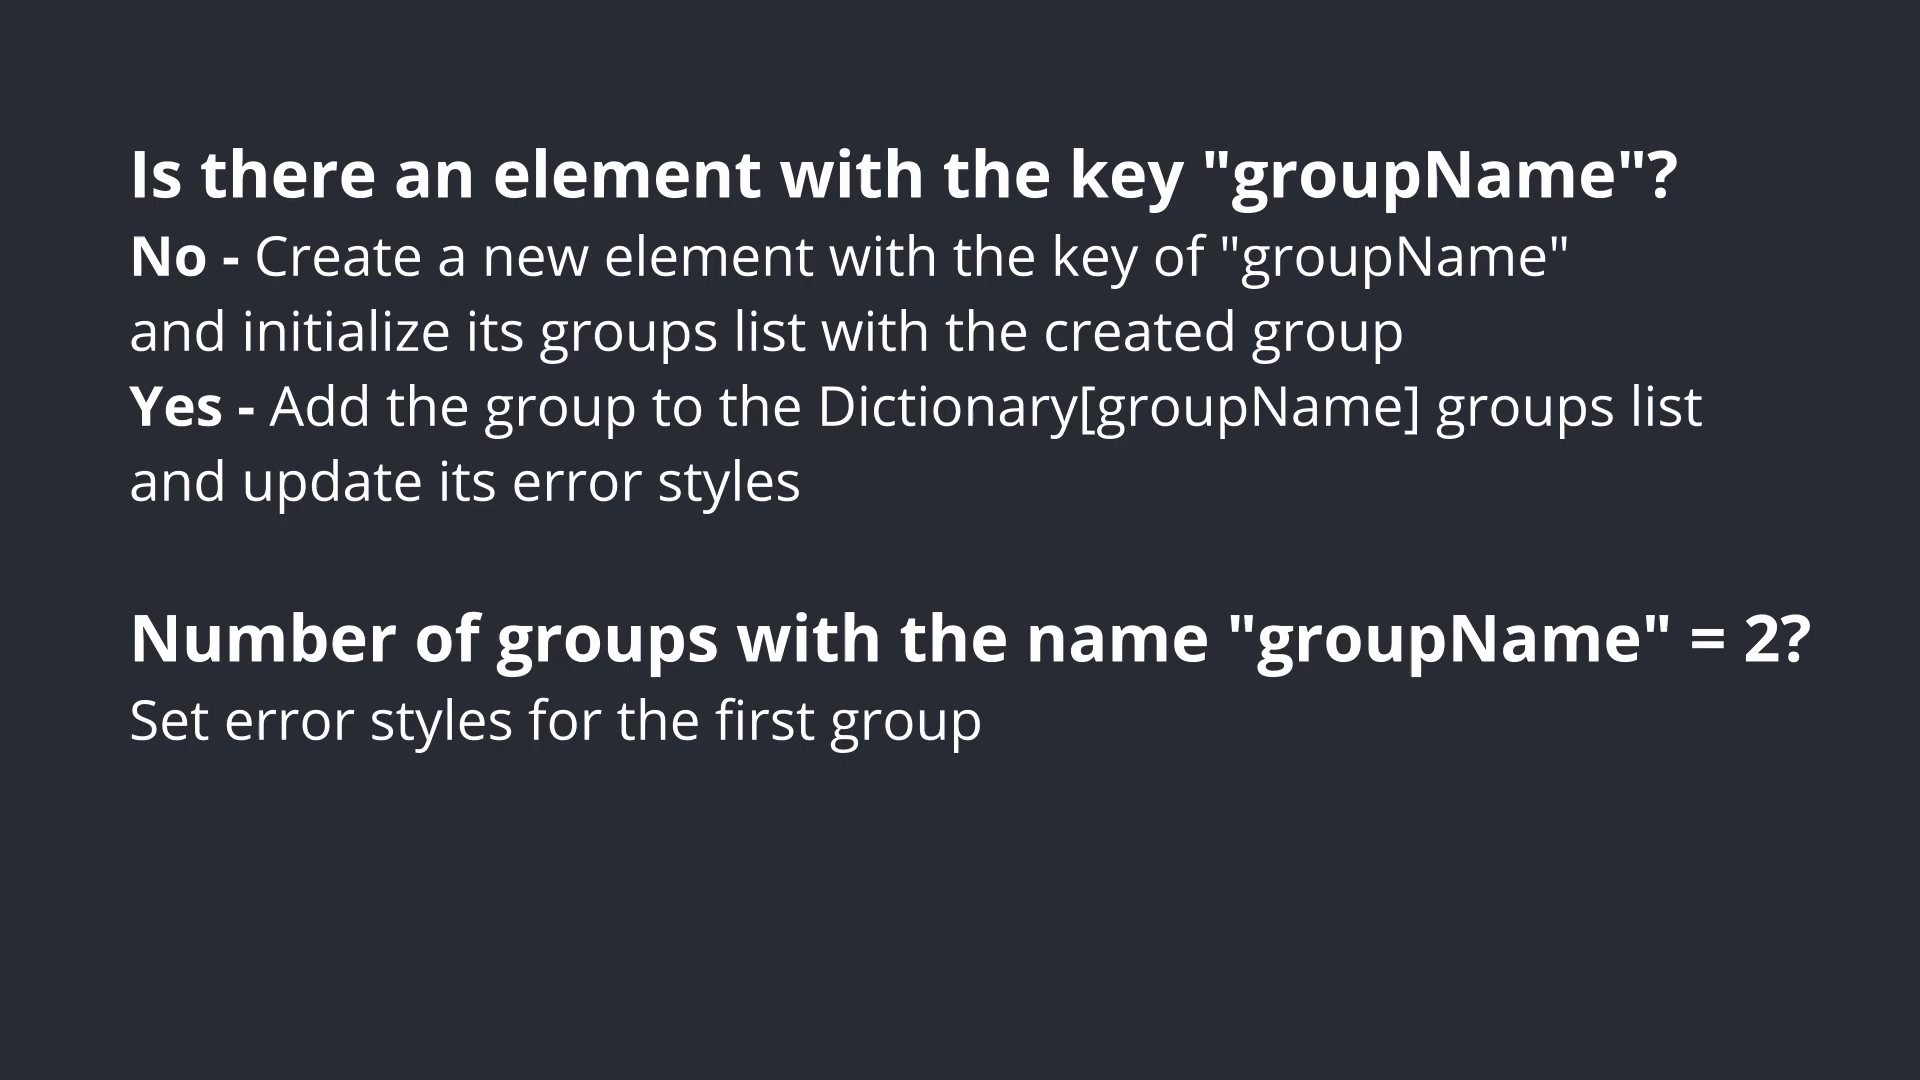 Is there an element with the key "groupName"?
No - Create a new element with the key of "groupName"
and initialize its groups list with the created group
Yes - Add the group to the Dictionary[groupName] groups list
and update its error styles
Number of groups with the name "groupName" = 2?
Set error styles for the first group